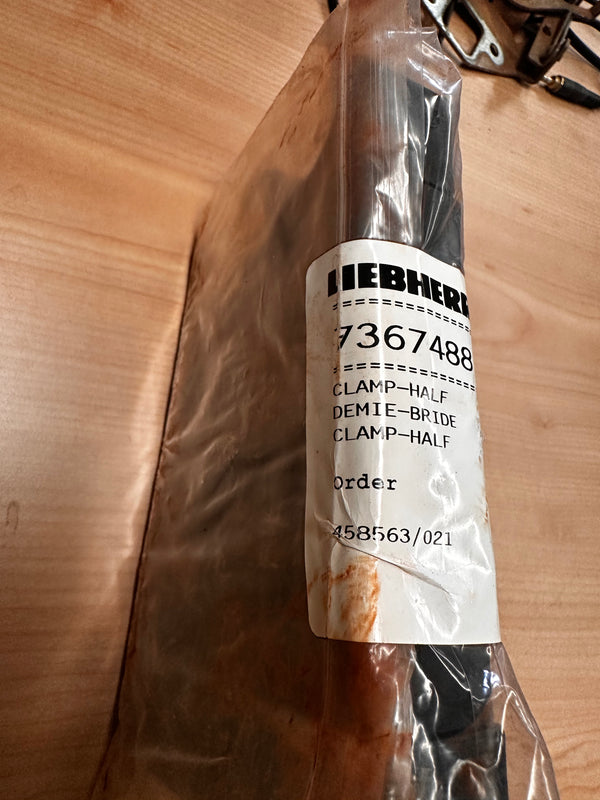 LIEBHERR
==============
7367488
==============
CLAMP-HALF
DEMIE-BRIDE
CLAMP-HALF
Order
458563/021